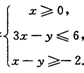 x≥0,
3x-y≤6,
x-y≥-2,